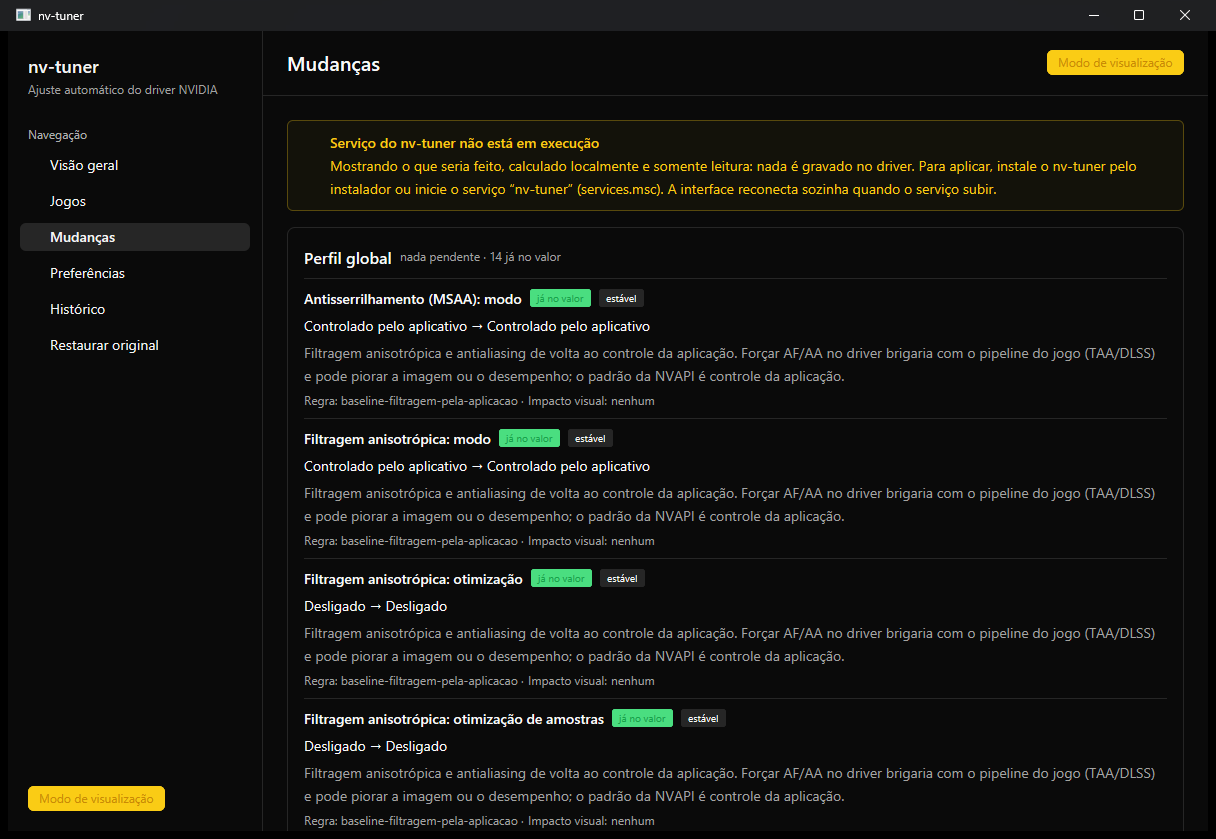 nv-tuner
nv-tuner
Ajuste automático do driver NVIDIA
Navegação
Visão geral
Jogos
Mudanças
Preferências
Histórico
Restaurar original
Modo de visualização
Mudanças
Modo de visualização
Serviço do nv-tuner não está em execução
Mostrando o que seria feito, calculado localmente e somente leitura: nada é gravado no driver. Para aplicar, instale o nv-tuner pelo
instalador ou inicie o serviço “nv-tuner” (services.msc). A interface reconecta sozinha quando o serviço subir.
Perfil global nada pendente · 14 já no valor
Antisserrilhamento (MSAA): modo já no valor estável
Controlado pelo aplicativo → Controlado pelo aplicativo
Filtragem anisotrópica e antialiasing de volta ao controle da aplicação. Forçar AF/AA no driver brigaria com o pipeline do jogo (TAA/DLSS)
e pode piorar a imagem ou o desempenho; o padrão da NVAPI é controle da aplicação.
Regra: baseline-filtragem-pela-aplicacao · Impacto visual: nenhum
Filtragem anisotrópica: modo já no valor estável
Controlado pelo aplicativo → Controlado pelo aplicativo
Filtragem anisotrópica e antialiasing de volta ao controle da aplicação. Forçar AF/AA no driver brigaria com o pipeline do jogo (TAA/DLSS)
e pode piorar a imagem ou o desempenho; o padrão da NVAPI é controle da aplicação.
Regra: baseline-filtragem-pela-aplicacao · Impacto visual: nenhum
Filtragem anisotrópica: otimização já no valor estável
Desligado → Desligado
Filtragem anisotrópica e antialiasing de volta ao controle da aplicação. Forçar AF/AA no driver brigaria com o pipeline do jogo (TAA/DLSS)
e pode piorar a imagem ou o desempenho; o padrão da NVAPI é controle da aplicação.
Regra: baseline-filtragem-pela-aplicacao · Impacto visual: nenhum
Filtragem anisotrópica: otimização de amostras já no valor estável
Desligado → Desligado
Filtragem anisotrópica e antialiasing de volta ao controle da aplicação. Forçar AF/AA no driver brigaria com o pipeline do jogo (TAA/DLSS)
e pode piorar a imagem ou o desempenho; o padrão da NVAPI é controle da aplicação.
Regra: baseline-filtragem-pela-aplicacao · Impacto visual: nenhum